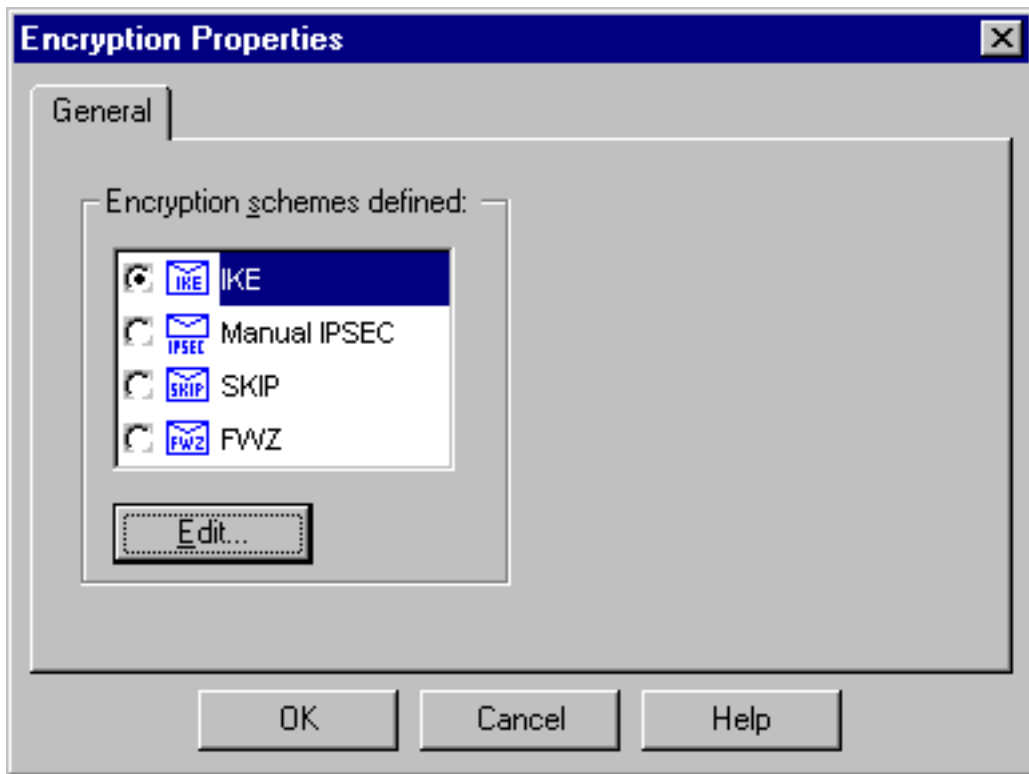 Encryption Properties
General
Encryption schemes defined:
IKE IKE
IPSEC Manual IPSEC
SKIP SKIP
FWZ FWZ
Edit...
OK Cancel Help